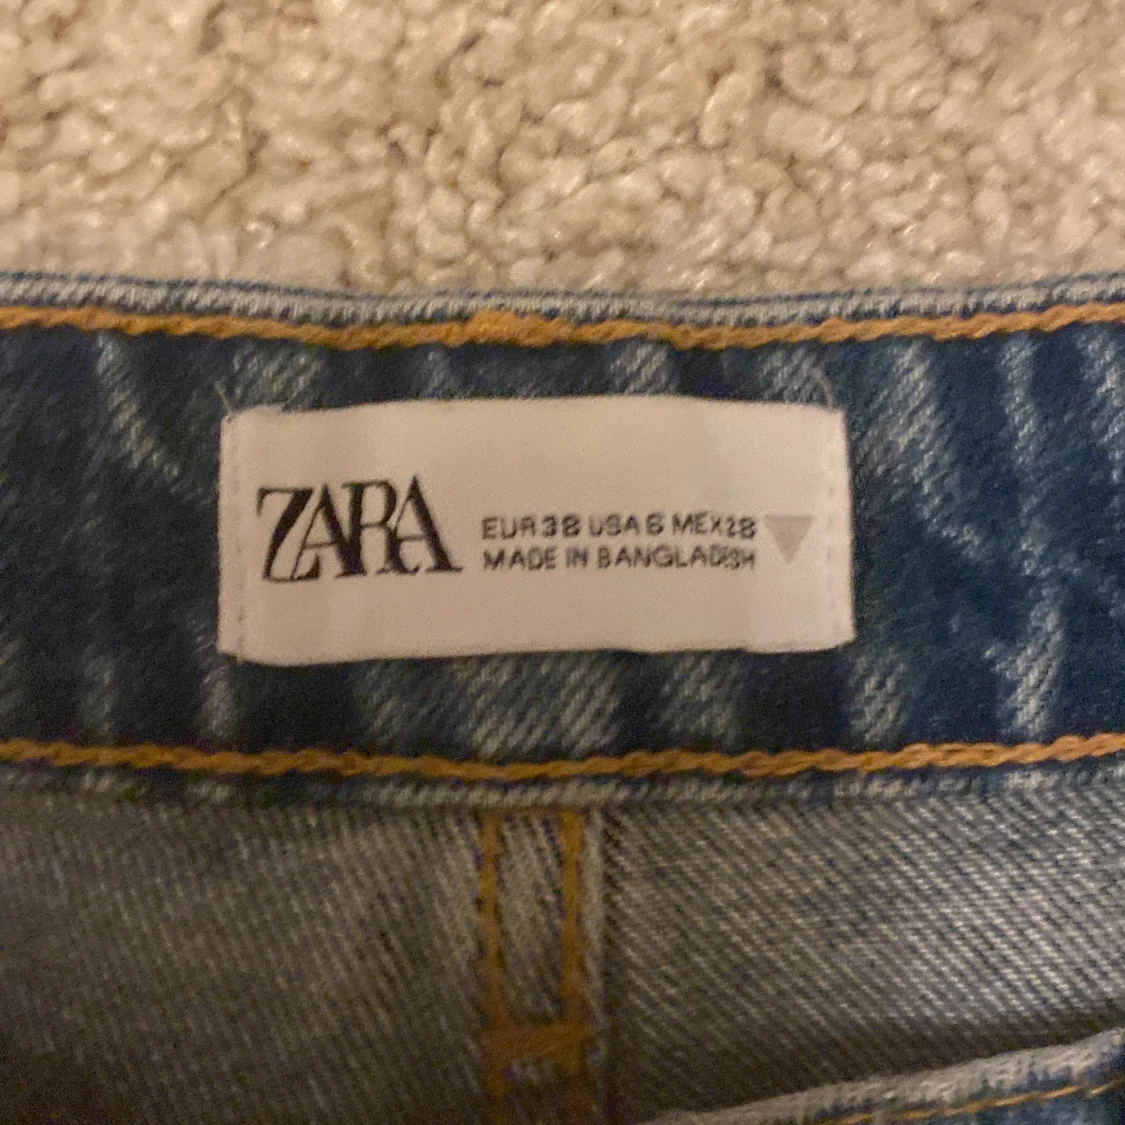 ZARA
EUR 38 USA 6 MEX 28
MADE IN BANGLADESH